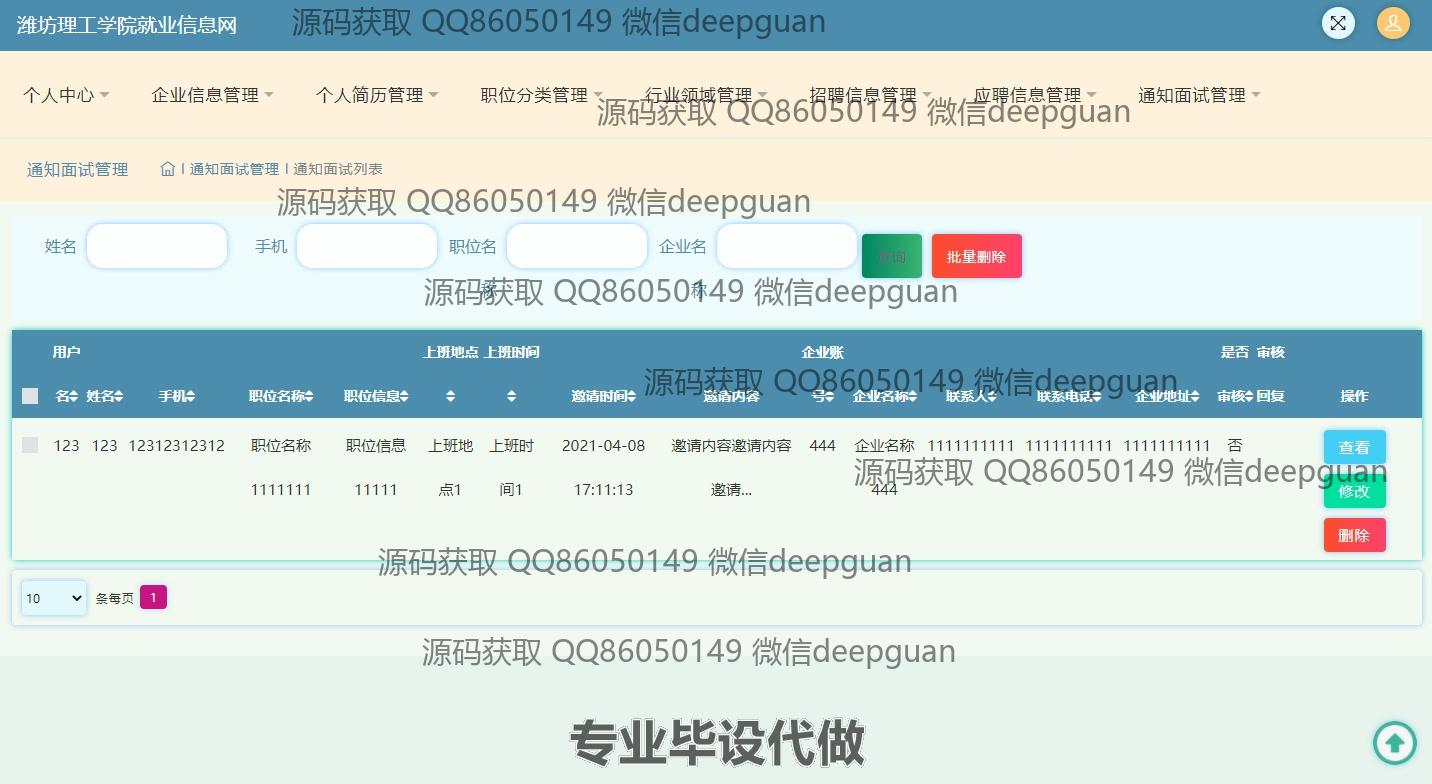 潍坊理工学院就业信息网
源码获取 QQ86050149 微信deepguan
个人中心 企业信息管理 个人简历管理 职位分类管理 行业领域管理 招聘信息管理 应聘信息管理 通知面试管理
源码获取 QQ86050149 微信deepguan
通知面试管理 通知面试管理 通知面试列表
源码获取 QQ86050149 微信deepguan
姓名 手机 职位名称 企业名称 查询 批量删除
源码获取 QQ86050149 微信deepguan
用户名 姓名 手机 职位名称 职位信息 上班地点 上班时间 邀请时间 邀请内容 企业账号 企业名称 联系人 联系电话 企业地址 是否审核 审核回复 操作
源码获取 QQ86050149 微信deepguan
123 123 12312312312 职位名称 职位信息 上班地 上班时 2021-04-08 邀请内容邀请内容 444 企业名称 1111111111 1111111111 1111111111 否 查看
源码获取 QQ86050149 微信deepguan
1111111 11111 点1 间1 17:11:13 邀请... 444 修改
删除
源码获取 QQ86050149 微信deepguan
10 条每页 1
源码获取 QQ86050149 微信deepguan
专业毕设代做